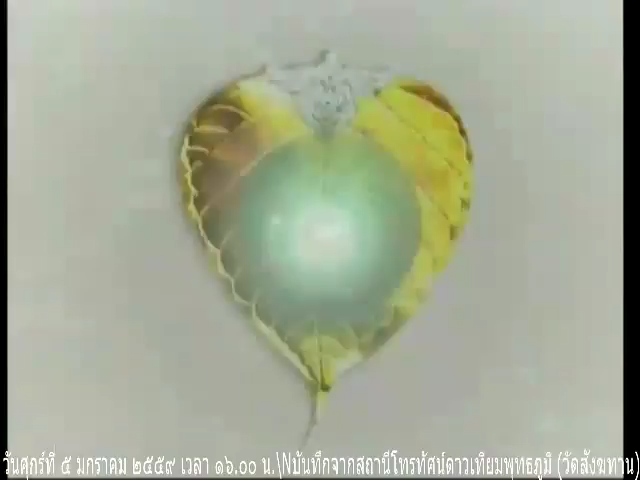 วันศุกร์ที่ ๕ มกราคม ๒๕๕๙ เวลา ๑๖.๐๐ น.\Nบันทึกจากสถานีโทรทัศน์ดาวเทียมพุทธภูมิ (วัดสังฆทาน)